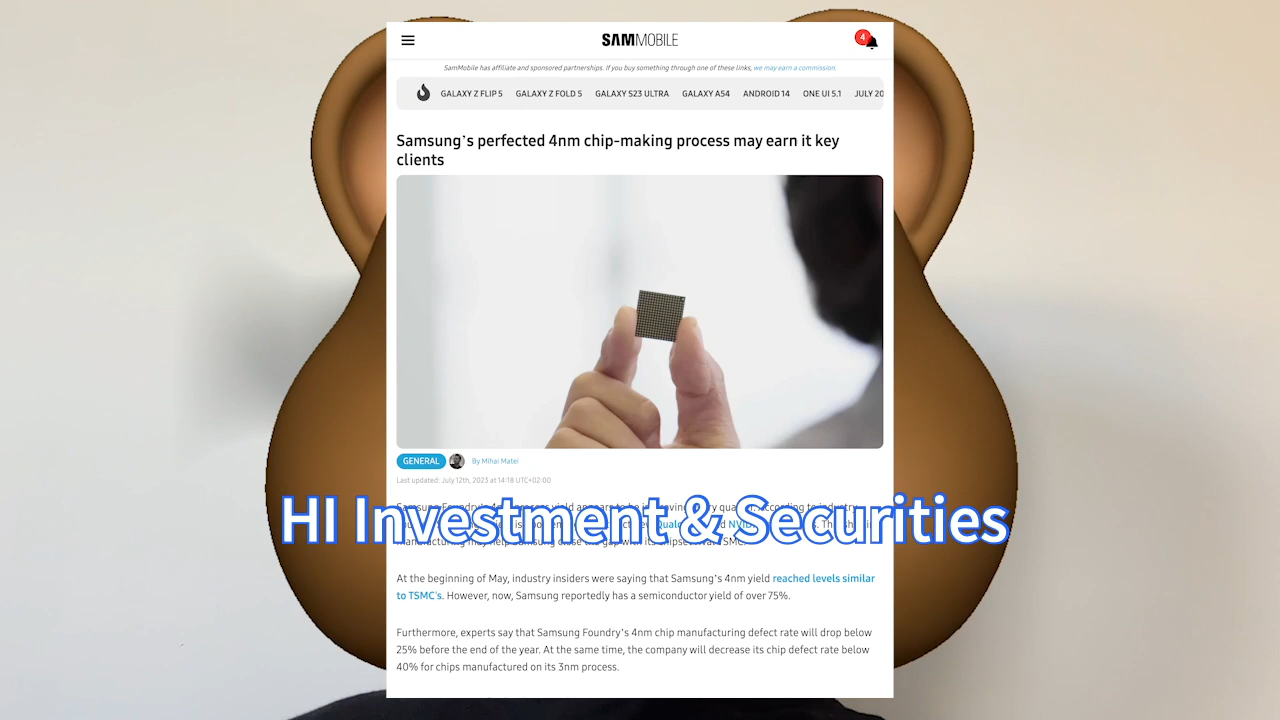 SAMMOBILE
4
SamMobile has affiliate and sponsored partnerships. If you buy something through one of these links, we may earn a commission.
GALAXY Z FLIP 5 GALAXY Z FOLD 5 GALAXY S23 ULTRA GALAXY A54 ANDROID 14 ONE UI 5.1 JULY 20
Samsung's perfected 4nm chip-making process may earn it key
clients
GENERAL By Mihai Matei
Last updated: July 12th, 2023 at 14:18 UTC+02:00
HI Investment & Securities
At the beginning of May, industry insiders were saying that Samsung's 4nm yield reached levels similar
to TSMC's. However, now, Samsung reportedly has a semiconductor yield of over 75%.
Furthermore, experts say that Samsung Foundry's 4nm chip manufacturing defect rate will drop below
25% before the end of the year. At the same time, the company will decrease its chip defect rate below
40% for chips manufactured on its 3nm process.